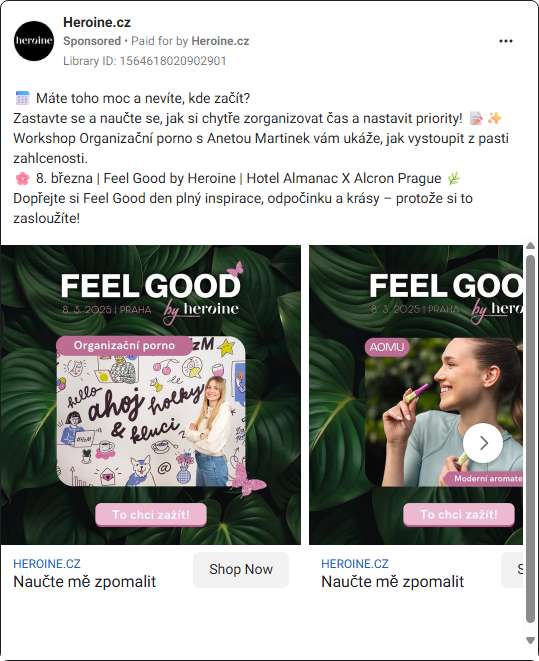 heroine
Heroine.cz
Sponsored • Paid for by Heroine.cz
Library ID: 1564618020902901
Máte toho moc a nevíte, kde začít?
Zastavte se a naučte se, jak si chytře zorganizovat čas a nastavit priority!
Workshop Organizační porno s Anetou Martinek vám ukáže, jak vystoupit z pasti
zahlcenosti.
8. března | Feel Good by Heroine | Hotel Almanac X Alcron Prague
Dopřejte si Feel Good den plný inspirace, odpočinku a krásy – protože si to
zasloužíte!
FEEL GOOD
8. 3. 2025 | PRAHA
by heroine
Organizační porno
zM
hello
ahoj holky
& kluci
To chci zažít!
HEROINE.CZ
Naučte mě zpomalit
Shop Now
FEEL GOO
8. 3. 2025 | PRAHA
by hero
AOMU
Moderní aromate
To chci zažít!
HEROINE.CZ
Naučte mě zpomalit
S